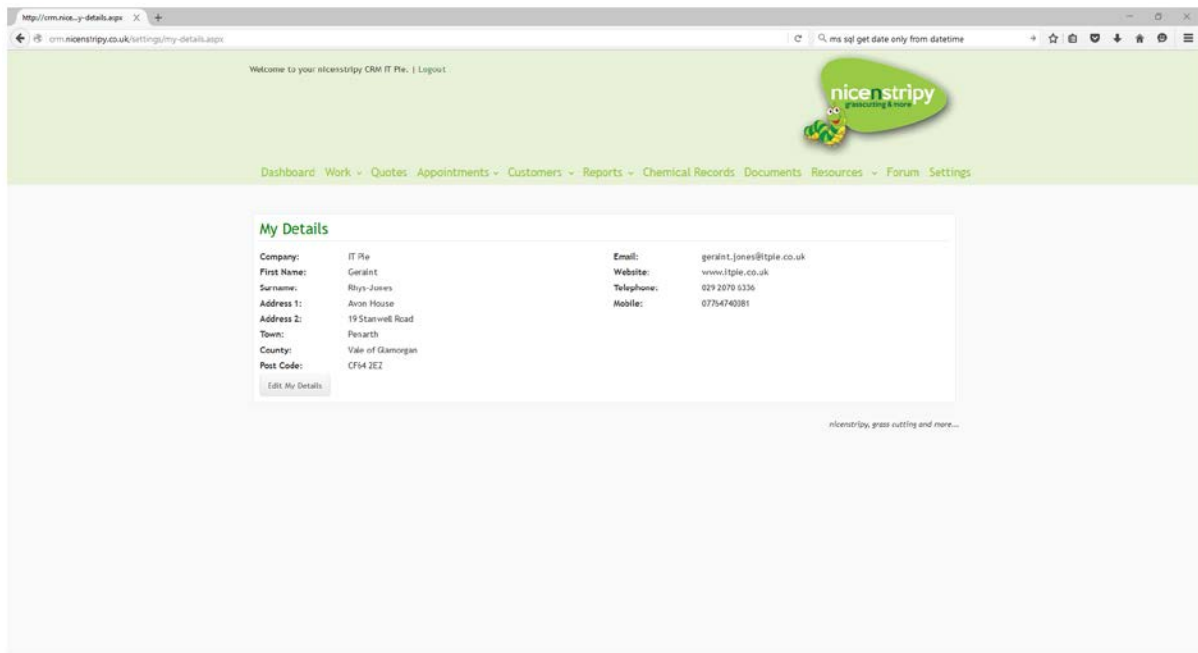 http://crm.nice...y-details.aspx
crm.nicenstripy.co.uk/settings/my-details.aspx
ms sql get date only from datetime
Welcome to your nicenstripy CRM IT Pie. | Logout
nicenstripy
grasscutting & more
Dashboard Work Quotes Appointments Customers Reports Chemical Records Documents Resources Forum Settings
My Details
Company: IT Pie Email: geraint.jones@itpie.co.uk
First Name: Geraint Website: www.itpie.co.uk
Surname: Rhys-Jones Telephone: 029 2070 6336
Address 1: Avon House Mobile: 07764740381
Address 2: 19 Stanwell Road
Town: Penarth
County: Vale of Glamorgan
Post Code: CF64 2EZ
Edit My Details
nicenstripy, grass cutting and more...